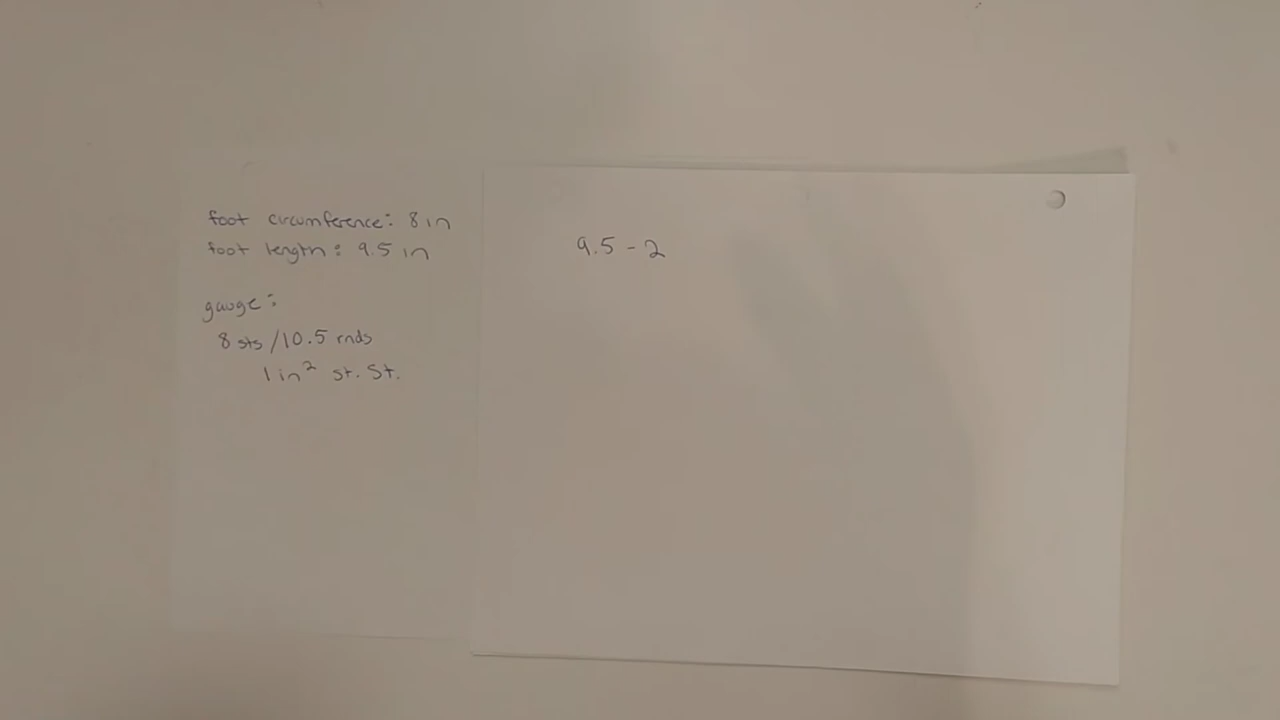 foot circumference: 8 in
foot length: 9.5 in
gauge:
8 sts/10.5 rnds
1 in² st. st.
9.5 - 2